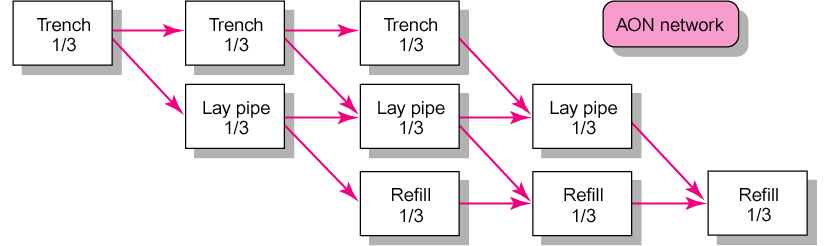 Trench
1/3
Trench
1/3
Trench
1/3
AON network
Lay pipe
1/3
Lay pipe
1/3
Lay pipe
1/3
Refill
1/3
Refill
1/3
Refill
1/3